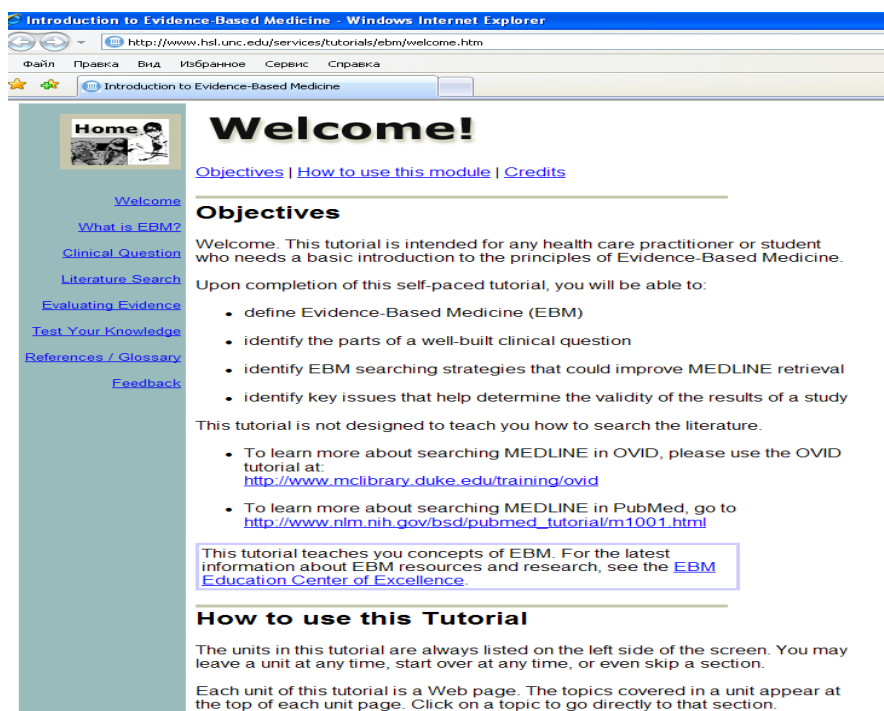 Introduction to Evidence-Based Medicine - Windows Internet Explorer
http://www.hsl.unc.edu/services/tutorials/ebm/welcome.htm
Файл Правка Вид Избранное Сервис Справка
Introduction to Evidence-Based Medicine
Home
Welcome
What is EBM?
Clinical Question
Literature Search
Evaluating Evidence
Test Your Knowledge
References / Glossary
Feedback
Welcome!
Objectives | How to use this module | Credits
Objectives
Welcome. This tutorial is intended for any health care practitioner or student
who needs a basic introduction to the principles of Evidence-Based Medicine.
Upon completion of this self-paced tutorial, you will be able to:
• define Evidence-Based Medicine (EBM)
• identify the parts of a well-built clinical question
• identify EBM searching strategies that could improve MEDLINE retrieval
• identify key issues that help determine the validity of the results of a study
This tutorial is not designed to teach you how to search the literature.
• To learn more about searching MEDLINE in OVID, please use the OVID
tutorial at:
http://www.mclibrary.duke.edu/training/ovid
• To learn more about searching MEDLINE in PubMed, go to
http://www.nlm.nih.gov/bsd/pubmed_tutorial/m1001.html
This tutorial teaches you concepts of EBM. For the latest
information about EBM resources and research, see the EBM
Education Center of Excellence.
How to use this Tutorial
The units in this tutorial are always listed on the left side of the screen. You may
leave a unit at any time, start over at any time, or even skip a section.
Each unit of this tutorial is a Web page. The topics covered in a unit appear at
the top of each unit page. Click on a topic to go directly to that section.